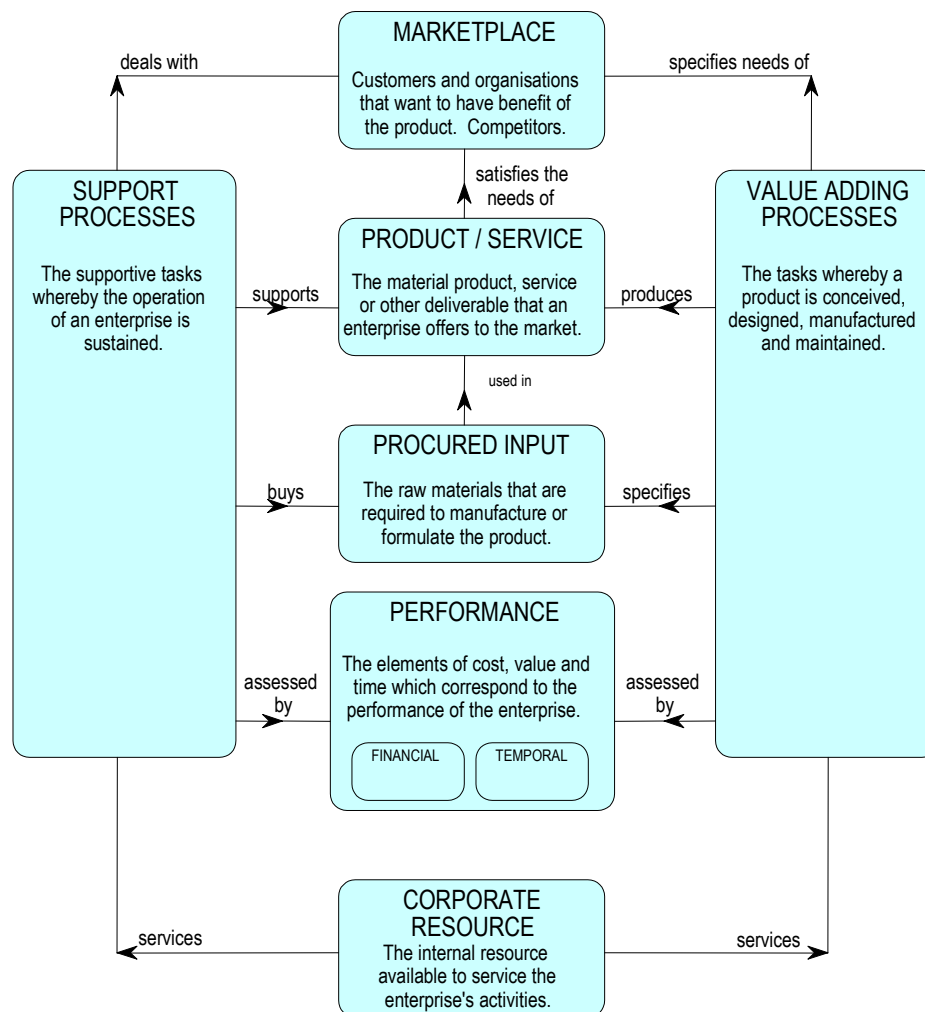 MARKETPLACE
Customers and organisations
that want to have benefit of
the product. Competitors.
deals with
specifies needs of
satisfies the
needs of
SUPPORT
PROCESSES
The supportive tasks
whereby the operation
of an enterprise is
sustained.
supports
PRODUCT / SERVICE
The material product, service
or other deliverable that an
enterprise offers to the market.
produces
VALUE ADDING
PROCESSES
The tasks whereby a
product is conceived,
designed, manufactured
and maintained.
used in
buys
PROCURED INPUT
The raw materials that are
required to manufacture or
formulate the product.
specifies
assessed
by
PERFORMANCE
The elements of cost, value and
time which correspond to the
performance of the enterprise.
FINANCIAL
TEMPORAL
assessed
by
services
CORPORATE
RESOURCE
The internal resource
available to service the
enterprise's activities.
services